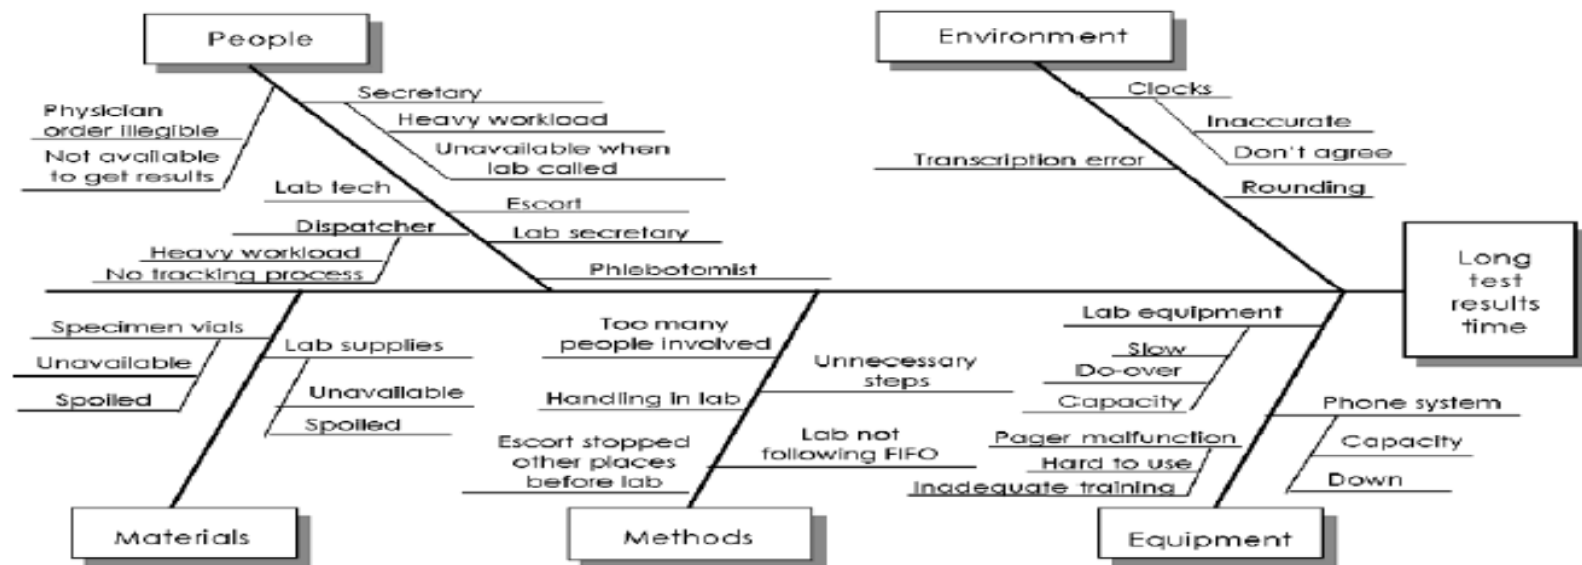 People
Environment
Physician
order illegible
Not available
to get results
Secretary
Heavy workload
Unavailable when
lab called
Lab tech
Escort
Dispatcher
Lab secretary
Heavy workload
No tracking process
Phlebotomist
Clocks
Inaccurate
Don't agree
Transcription error
Rounding
Long
test
results
time
Specimen vials
Unavailable
Spoiled
Lab supplies
Unavailable
Spoiled
Too many
people involved
Unnecessary
steps
Handling in lab
Lab not
following FIFO
Escort stopped
other places
before lab
Lab equipment
Slow
Do-over
Capacity
Pager malfunction
Hard to use
Inadequate training
Phone system
Capacity
Down
Materials
Methods
Equipment